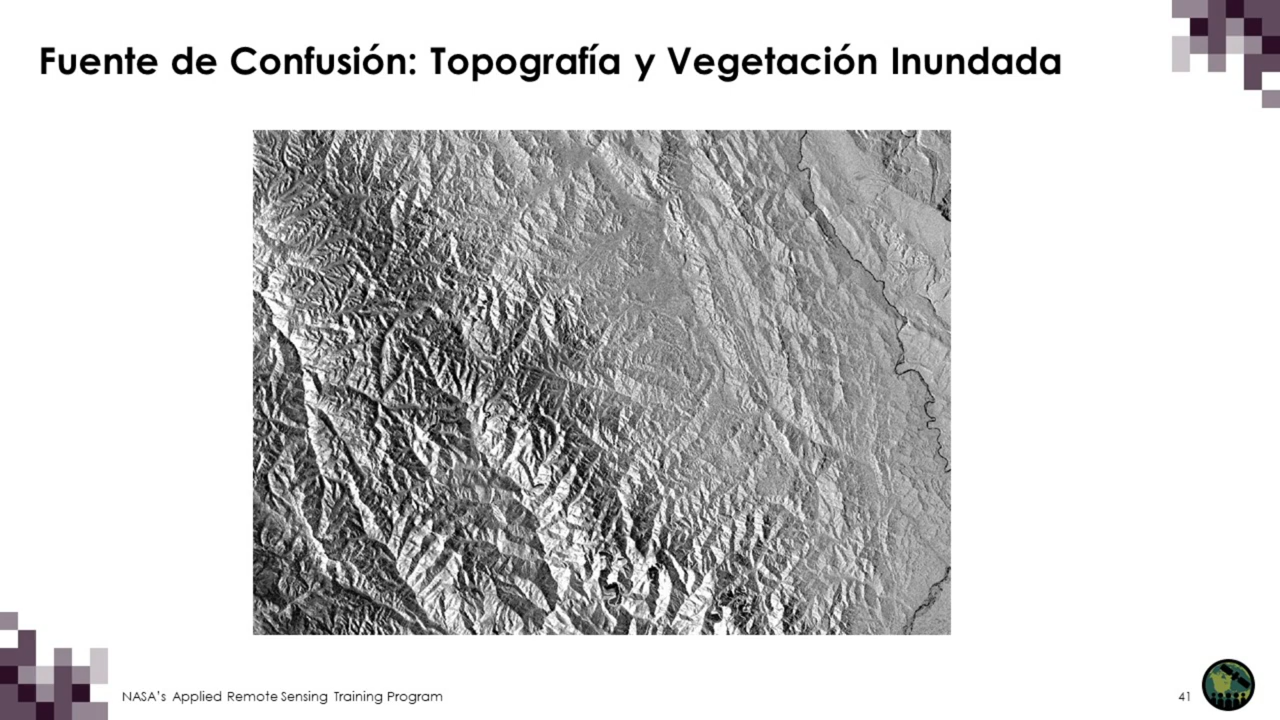 Fuente de Confusión: Topografía y Vegetación Inundada
NASA's Applied Remote Sensing Training Program
41